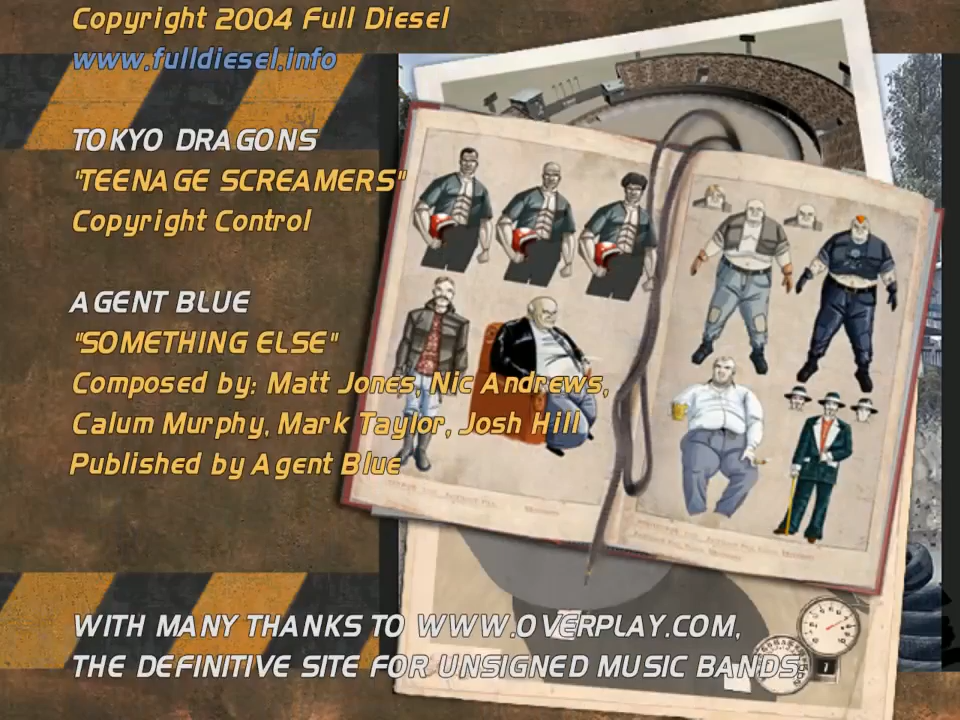 Copyright 2004 Full Diesel
www.fulldiesel.info
TOKYO DRAGONS
"TEENAGE SCREAMERS"
Copyright Control
AGENT BLUE
"SOMETHING ELSE"
Composed by: Matt Jones, Nic Andrews,
Calum Murphy, Mark Taylor, Josh Hill
Published by Agent Blue
WITH MANY THANKS TO WWW.OVERPLAY.COM,
THE DEFINITIVE SITE FOR UNSIGNED MUSIC BANDS.